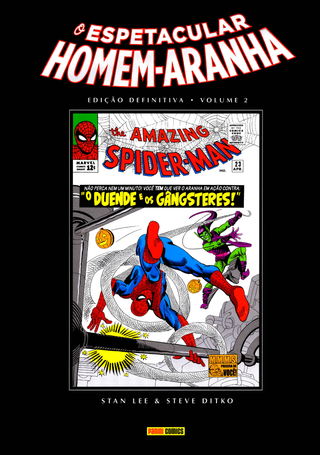 O ESPETACULAR
HOMEM-ARANHA
EDIÇÃO DEFINITIVA • VOLUME 2
the AMAZING
SPIDER-MAN
MARVEL
12¢
23
APR
NÃO PERCA NEM UM MINUTO! VOCÊ TEM QUE VER O ARANHA EM AÇÃO CONTRA:
"O DUENDE E OS GÂNGSTERES!"
VOCÊ!
STAN LEE & STEVE DITKO
PANINI COMICS